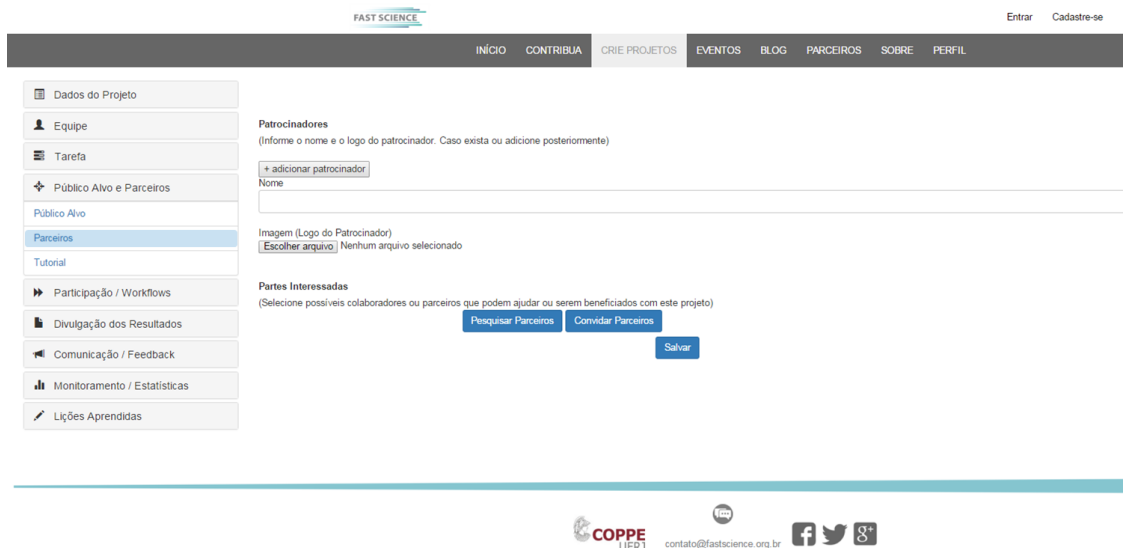 FAST SCIENCE
Entrar Cadastre-se
INÍCIO CONTRIBUA CRIE PROJETOS EVENTOS BLOG PARCEIROS SOBRE PERFIL
Dados do Projeto
Equipe
Tarefa
Público Alvo e Parceiros
Público Alvo
Parceiros
Tutorial
Participação / Workflows
Divulgação dos Resultados
Comunicação / Feedback
Monitoramento / Estatísticas
Lições Aprendidas
Patrocinadores
(Informe o nome e o logo do patrocinador. Caso exista ou adicione posteriormente)
+ adicionar patrocinador
Nome
Imagem (Logo do Patrocinador)
Escolher arquivo Nenhum arquivo selecionado
Partes Interessadas
(Selecione possíveis colaboradores ou parceiros que podem ajudar ou serem beneficiados com este projeto)
Pesquisar Parceiros Convidar Parceiros
Salvar
COPPE
UFRJ
contato@fastscience.org.br